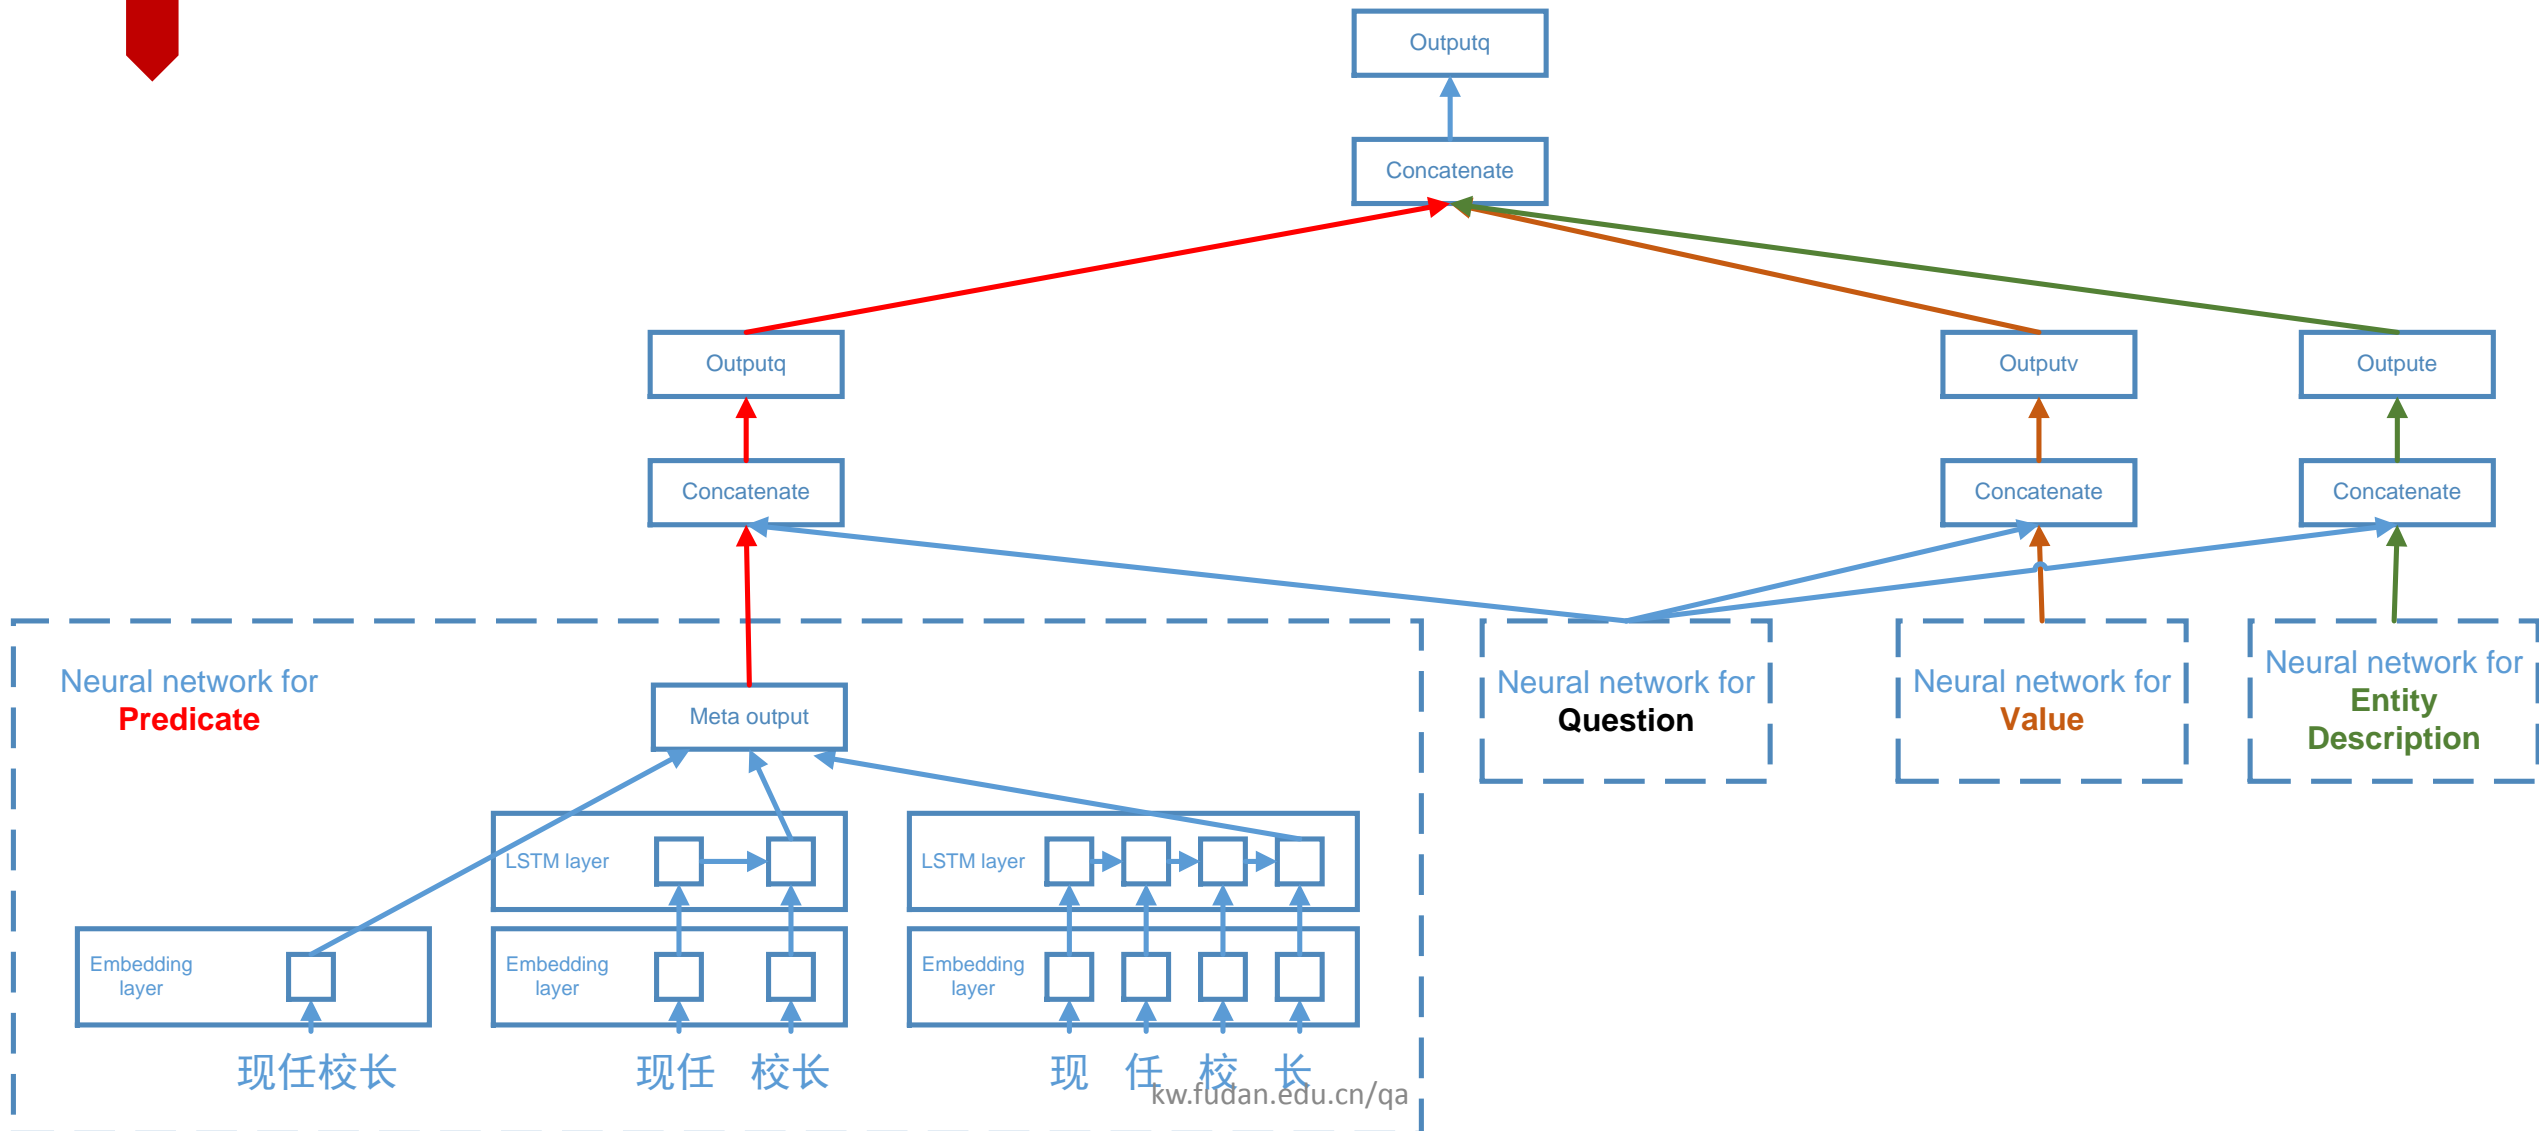 Outputq
Concatenate
Outputq
Outputv
Outpute
Concatenate
Concatenate
Concatenate
Neural network for
Predicate
Meta output
Neural network for
Question
Neural network for
Value
Neural network for
Entity
Description
LSTM layer
LSTM layer
Embedding
layer
Embedding
layer
Embedding
layer
现任校长
现任 校长
现 任 校 长
kw.fudan.edu.cn/qa